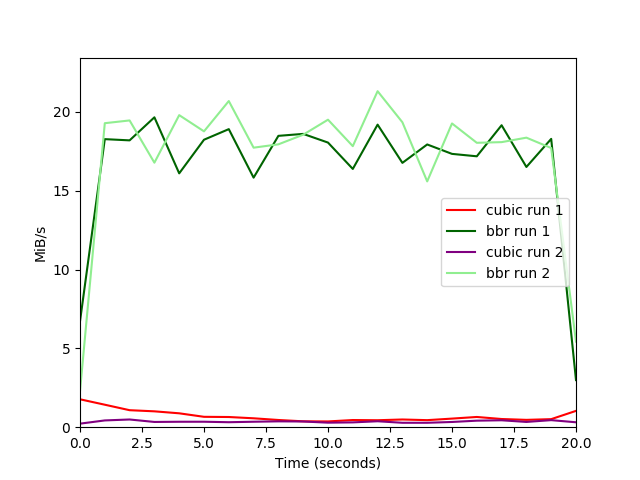 20
15
10
5
0
MiB/s
cubic run 1
bbr run 1
cubic run 2
bbr run 2
0.0 2.5 5.0 7.5 10.0 12.5 15.0 17.5 20.0
Time (seconds)